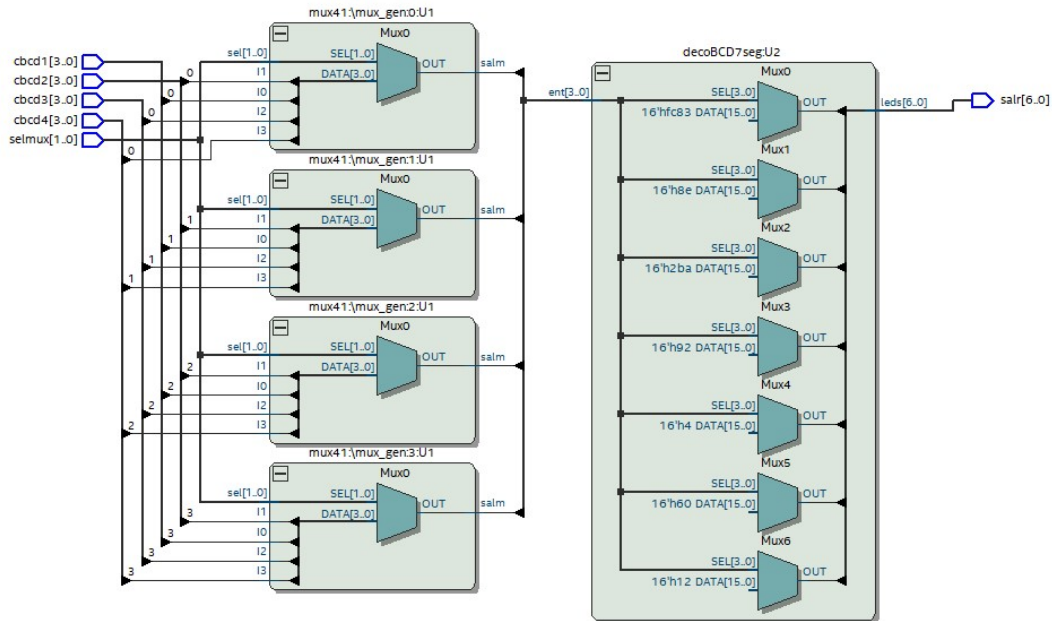 cbcd1[3..0]
cbcd2[3..0]
cbcd3[3..0]
cbcd4[3..0]
selmux[1..0]
0
0
0
0
1
1
1
1
2
2
2
2
3
3
3
3
mux41:\mux_gen:0:U1
Mux0
sel[1..0]
SEL[1..0]
I1
DATA[3..0]
OUT
salm
I0
I2
I3
mux41:\mux_gen:1:U1
Mux0
sel[1..0]
SEL[1..0]
I1
DATA[3..0]
OUT
salm
I0
I2
I3
mux41:\mux_gen:2:U1
Mux0
sel[1..0]
SEL[1..0]
I1
DATA[3..0]
OUT
salm
I0
I2
I3
mux41:\mux_gen:3:U1
Mux0
sel[1..0]
SEL[1..0]
I1
DATA[3..0]
OUT
salm
I0
I2
I3
decoBCD7seg:U2
ent[3..0]
Mux0
SEL[3..0]
16'hfc83 DATA[15..0]
OUT
Mux1
SEL[3..0]
16'h8e DATA[15..0]
OUT
Mux2
SEL[3..0]
16'h2ba DATA[15..0]
OUT
Mux3
SEL[3..0]
16'h92 DATA[15..0]
OUT
Mux4
SEL[3..0]
16'h4 DATA[15..0]
OUT
Mux5
SEL[3..0]
16'h60 DATA[15..0]
OUT
Mux6
SEL[3..0]
16'h12 DATA[15..0]
OUT
leds[6..0]
salr[6..0]